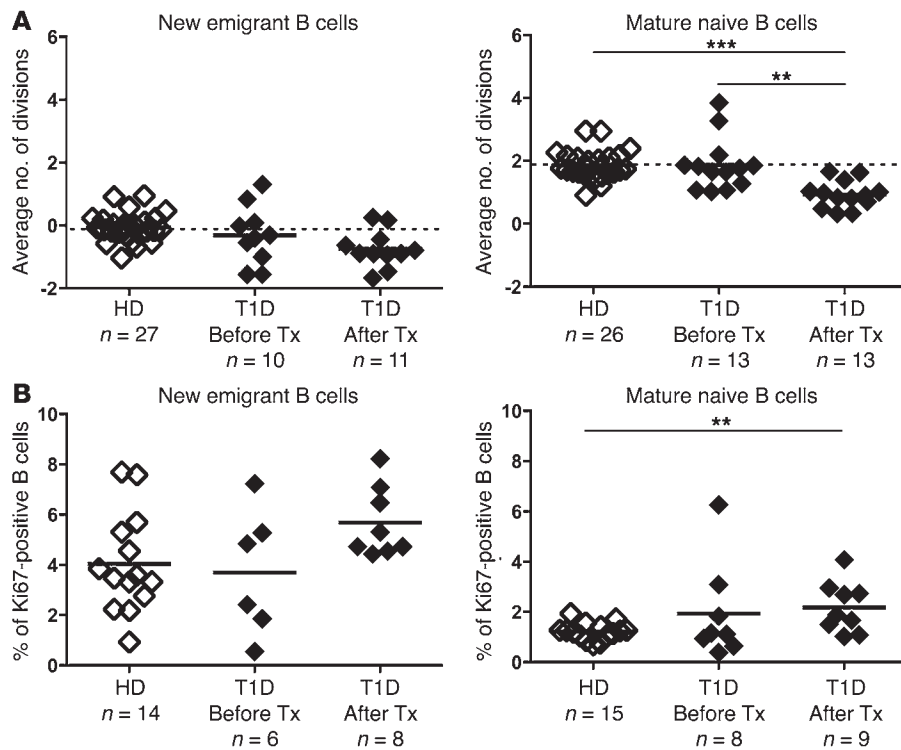 A
New emigrant B cells
Average no. of divisions
6
4
2
0
-2
HD
n = 27
T1D
Before Tx
n = 10
T1D
After Tx
n = 11
Mature naive B cells
Average no. of divisions
6
4
2
0
-2
***
**
HD
n = 26
T1D
Before Tx
n = 13
T1D
After Tx
n = 13
B
New emigrant B cells
% of Ki67-positive B cells
10
8
6
4
2
0
HD
n = 14
T1D
Before Tx
n = 6
T1D
After Tx
n = 8
Mature naive B cells
% of Ki67-positive B cells
10
8
6
4
2
0
**
HD
n = 15
T1D
Before Tx
n = 8
T1D
After Tx
n = 9